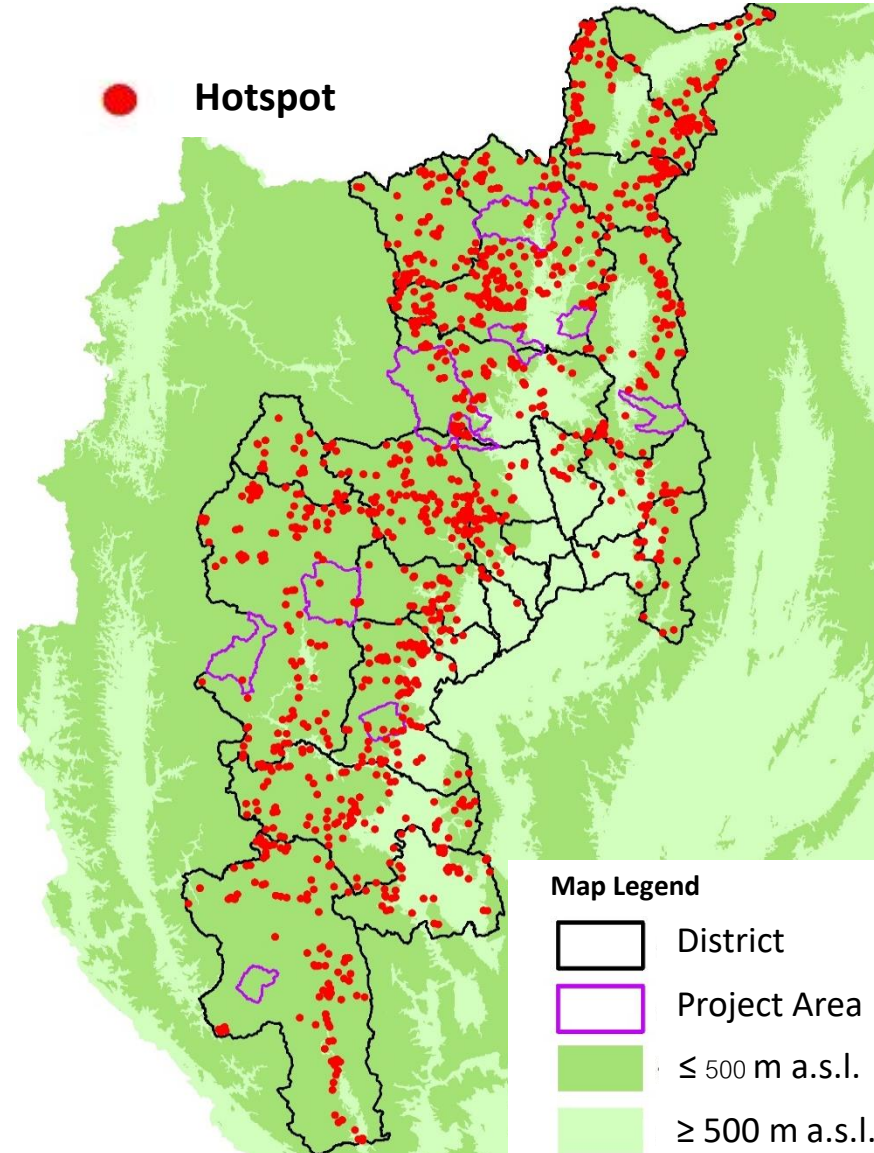 Hotspot
Map Legend
District
Project Area
≤ 500 m a.s.l.
≥ 500 m a.s.l.